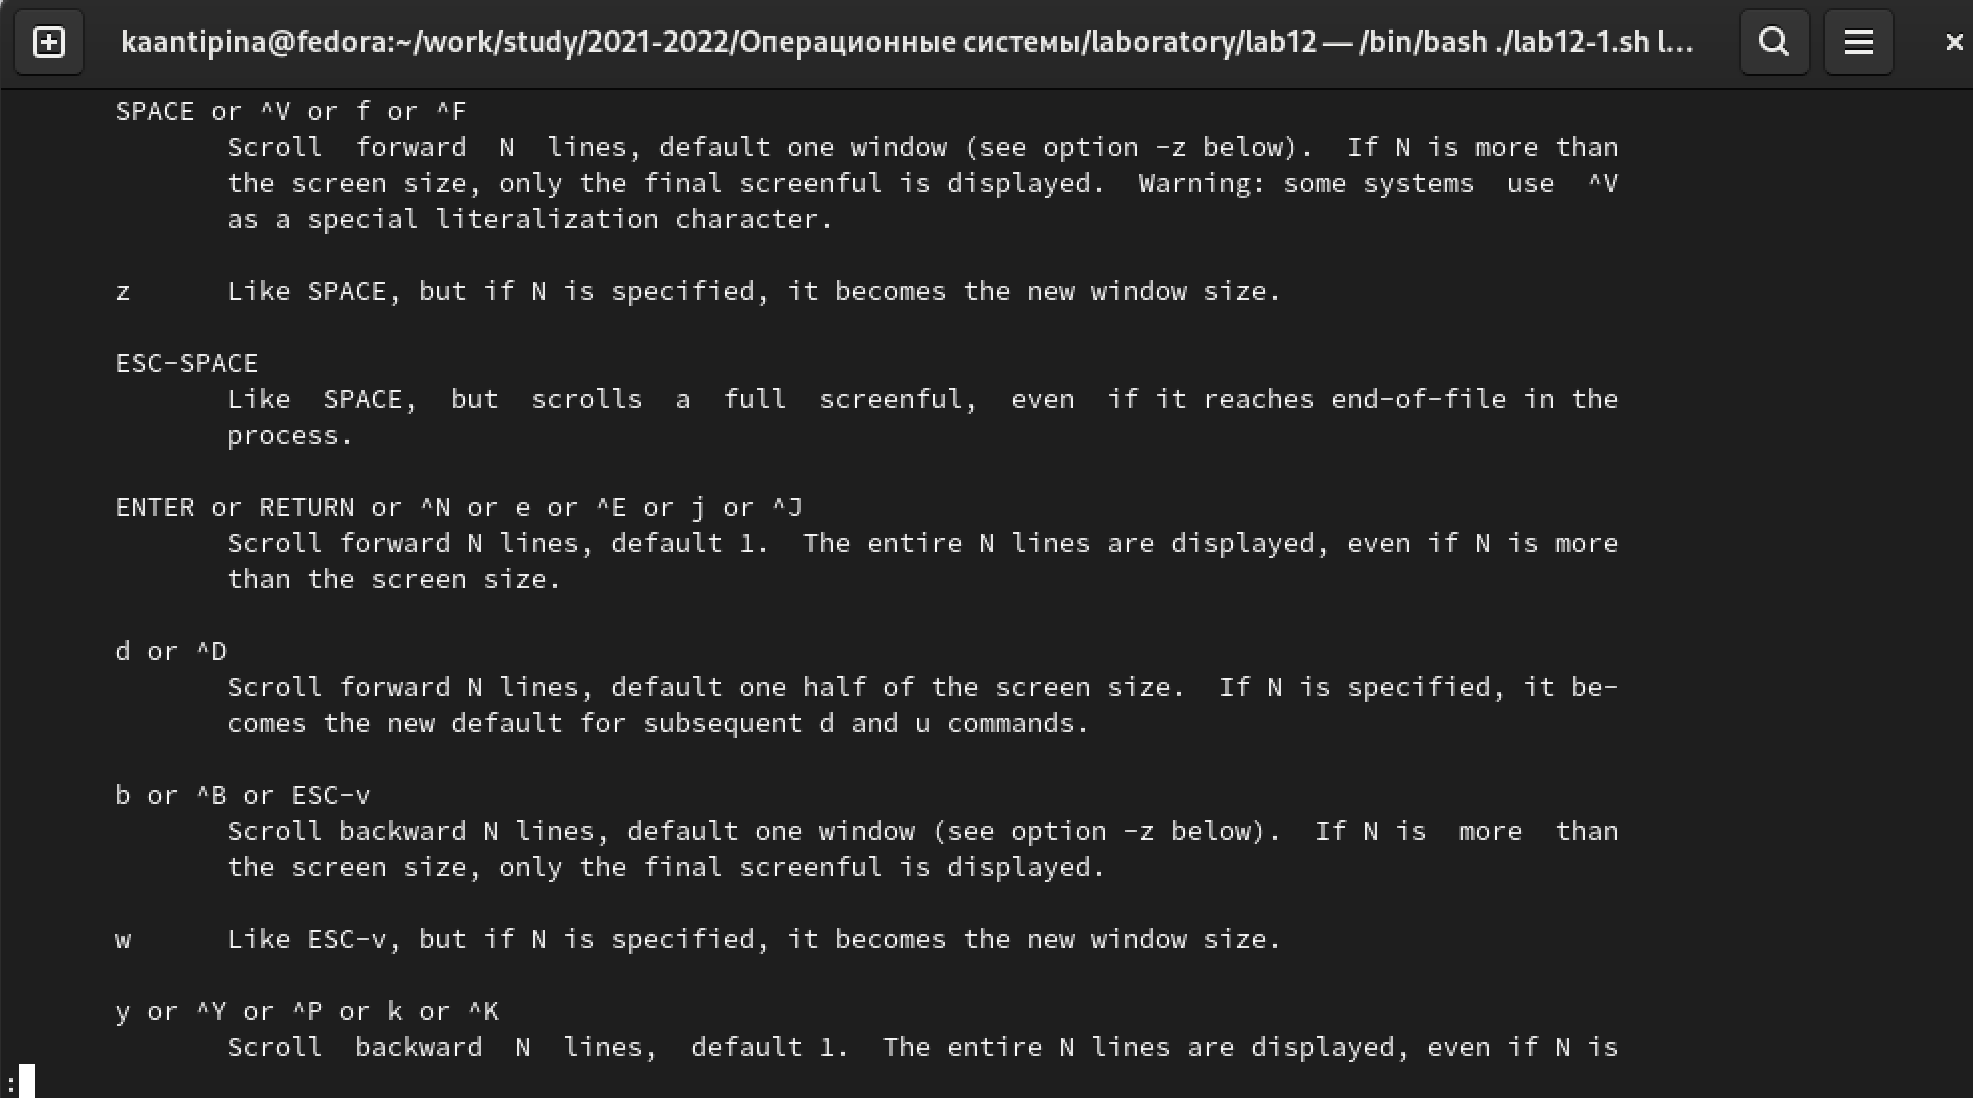 kaantipina@fedora:~/work/study/2021-2022/Операционные системы/laboratory/lab12 — /bin/bash ./lab12-1.sh l...
SPACE or ^V or f or ^F
Scroll  forward  N  lines, default one window (see option -z below).  If N is more than
the screen size, only the final screenful is displayed.  Warning: some systems  use  ^V
as a special literalization character.
z      Like SPACE, but if N is specified, it becomes the new window size.
ESC-SPACE
Like  SPACE,  but  scrolls  a  full  screenful,  even  if it reaches end-of-file in the
process.
ENTER or RETURN or ^N or e or ^E or j or ^J
Scroll forward N lines, default 1.  The entire N lines are displayed, even if N is more
than the screen size.
d or ^D
Scroll forward N lines, default one half of the screen size.  If N is specified, it be-
comes the new default for subsequent d and u commands.
b or ^B or ESC-v
Scroll backward N lines, default one window (see option -z below).  If N is  more  than
the screen size, only the final screenful is displayed.
w      Like ESC-v, but if N is specified, it becomes the new window size.
y or ^Y or ^P or k or ^K
Scroll  backward  N  lines,  default 1.  The entire N lines are displayed, even if N is
: